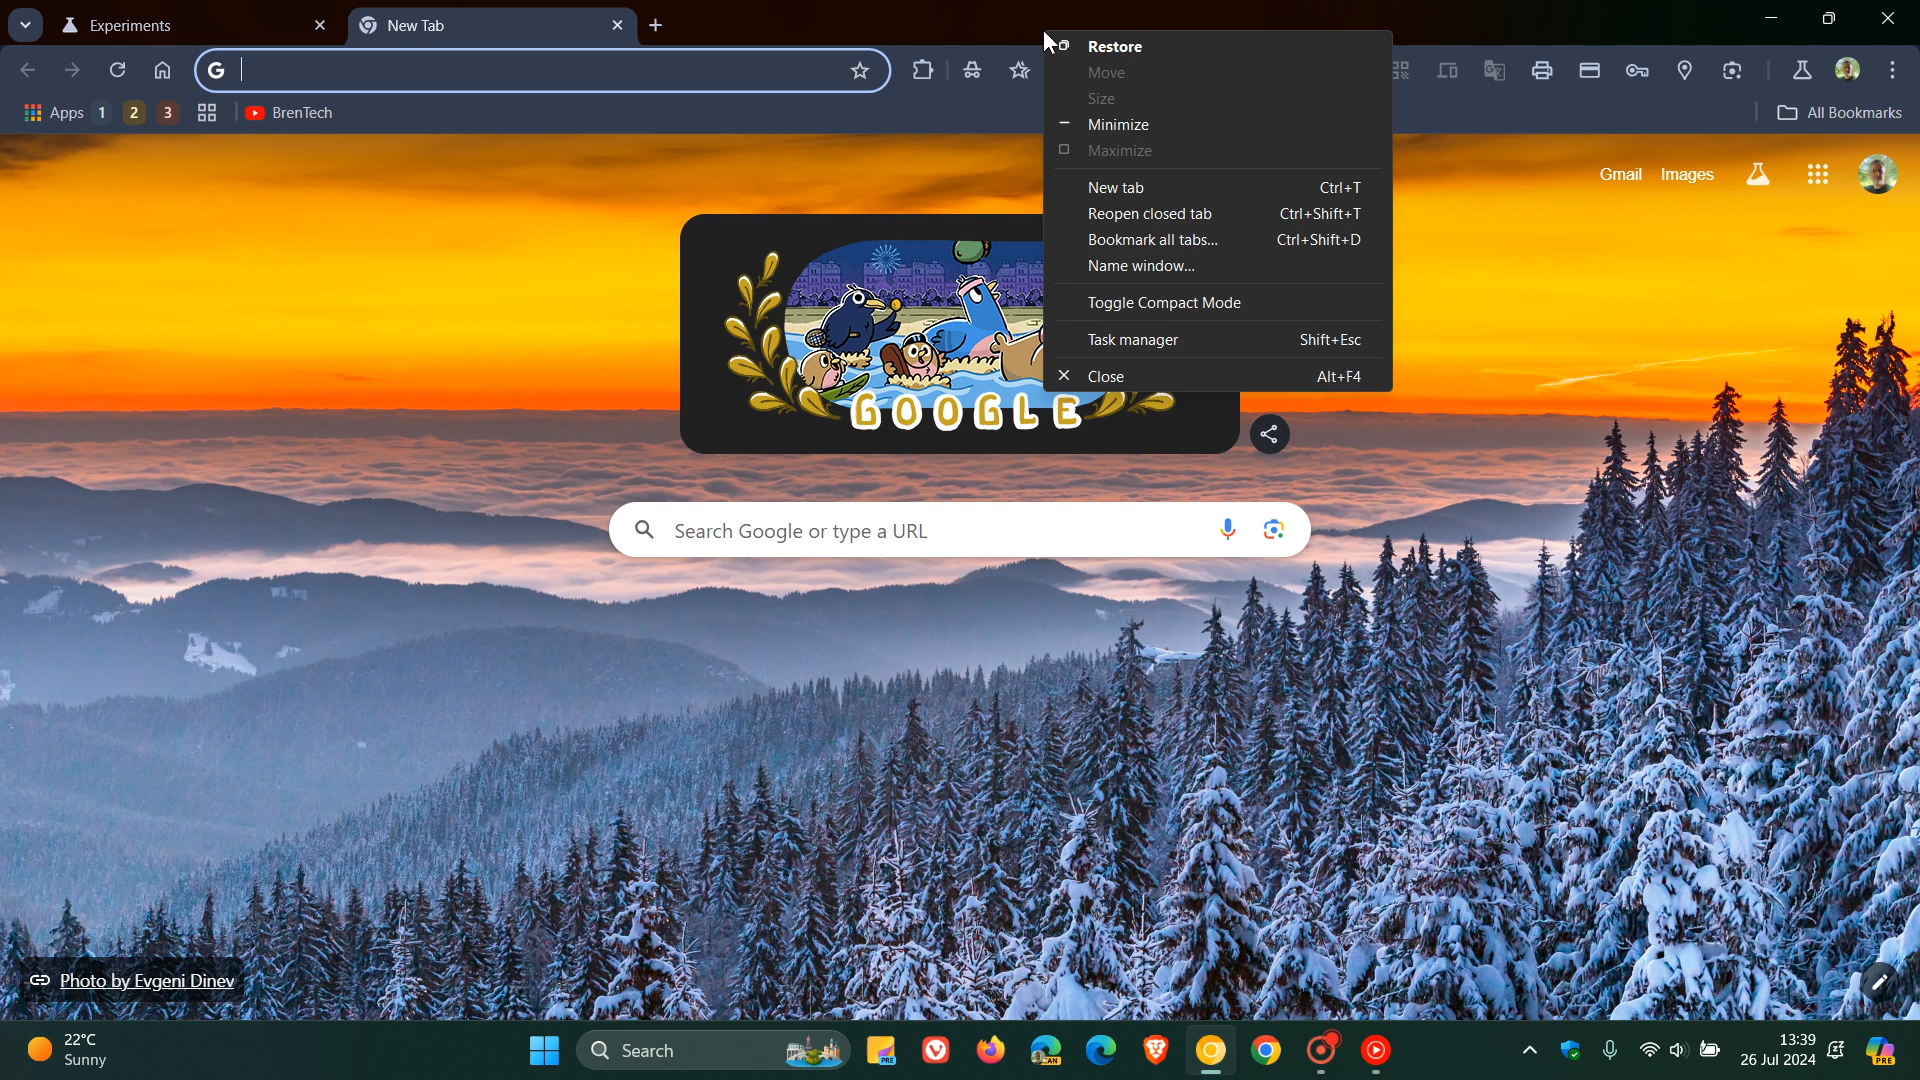 Experiments
New Tab
Apps 1 2 3 BrenTech
All Bookmarks
Restore
Move
Size
Minimize
Maximize
New tab Ctrl+T
Reopen closed tab Ctrl+Shift+T
Bookmark all tabs... Ctrl+Shift+D
Name window...
Toggle Compact Mode
Task manager Shift+Esc
Close Alt+F4
Gmail Images
GOOGLE
Search Google or type a URL
Photo by Evgeni Dinev
22°C
Sunny
Search
PRE
CAN
13:39
26 Jul 2024
PRE